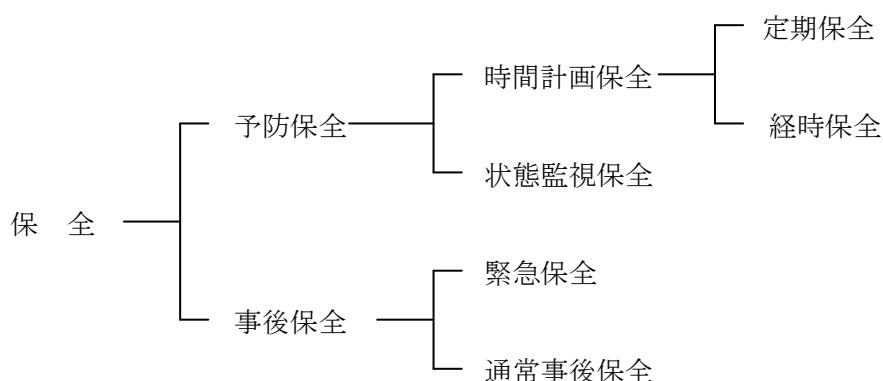 定期保全
時間計画保全
予防保全
経時保全
状態監視保全
保　全
緊急保全
事後保全
通常事後保全